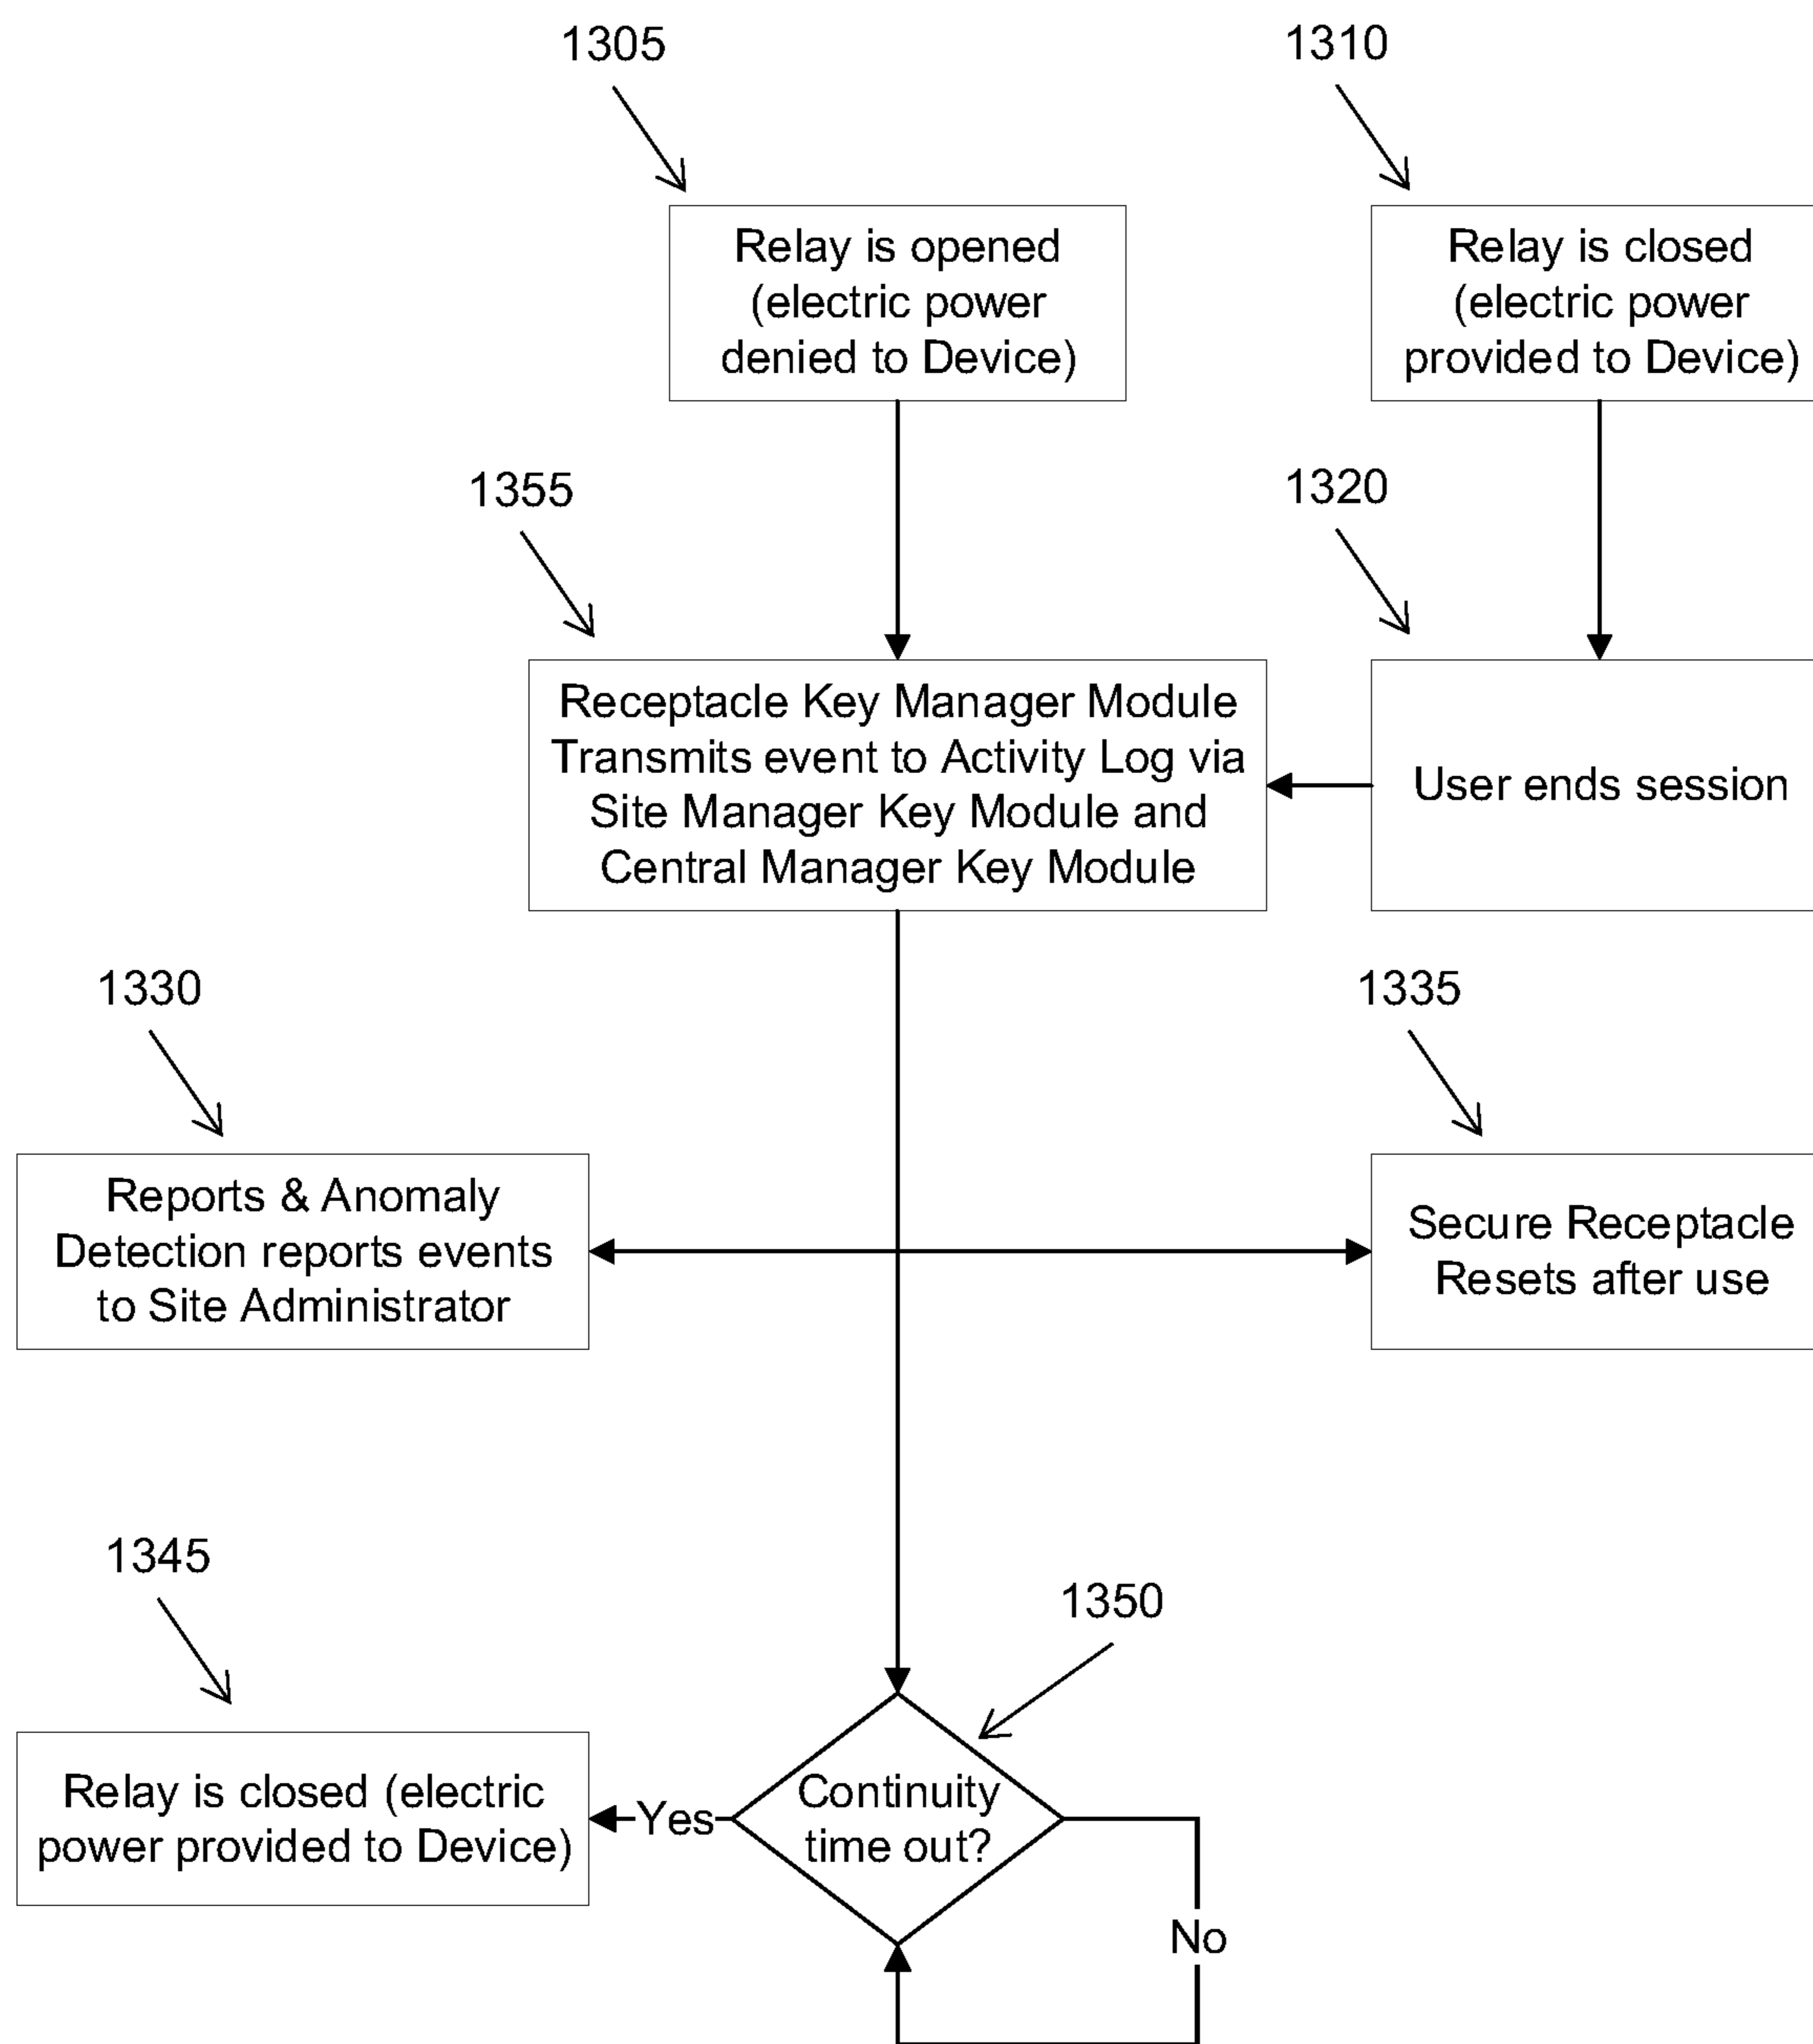 1305
1310
Relay is opened
(electric power
denied to Device)
Relay is closed
(electric power
provided to Device)
1355
1320
Receptacle Key Manager Module
Transmits event to Activity Log via
Site Manager Key Module and
Central Manager Key Module
User ends session
1330
1335
Reports & Anomaly
Detection reports events
to Site Administrator
Secure Receptacle
Resets after use
1345
1350
Relay is closed (electric
power provided to Device)
Yes
Continuity
time out?
No